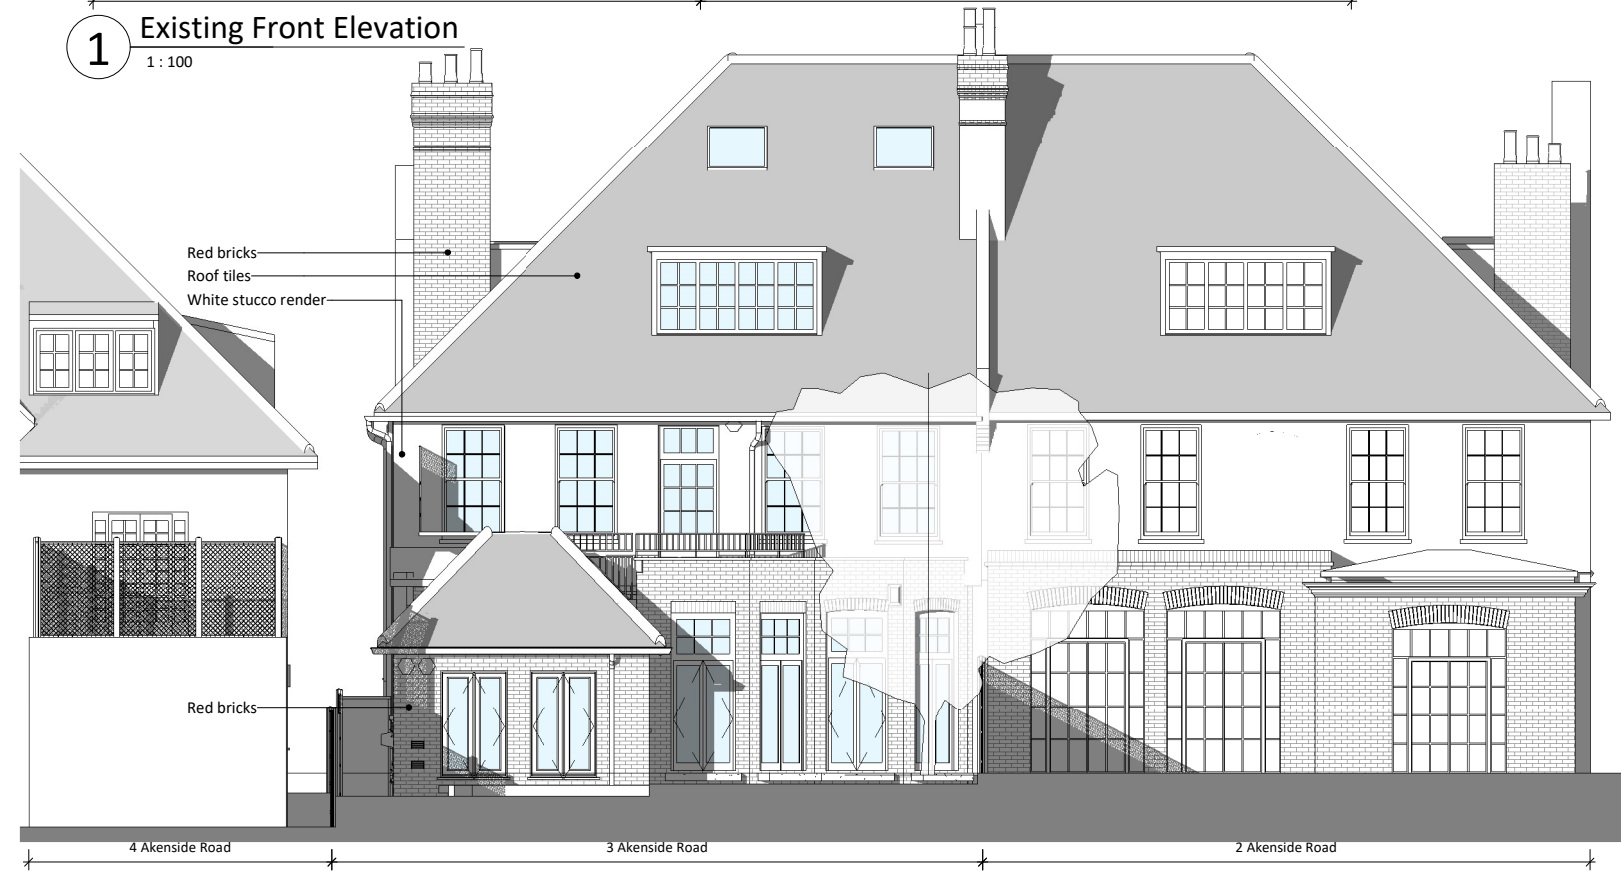 1
Existing Front Elevation
1 : 100
Red bricks
Roof tiles
White stucco render
Red bricks
4 Akenside Road
3 Akenside Road
2 Akenside Road